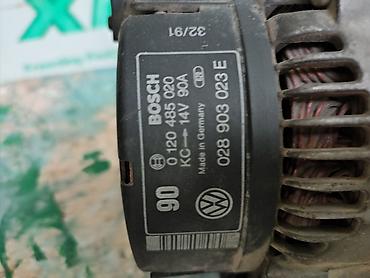 32/91
BOSCH
0 120 485 020
KC→ 14V 90A
Made in Germany
028 903 023 E
90